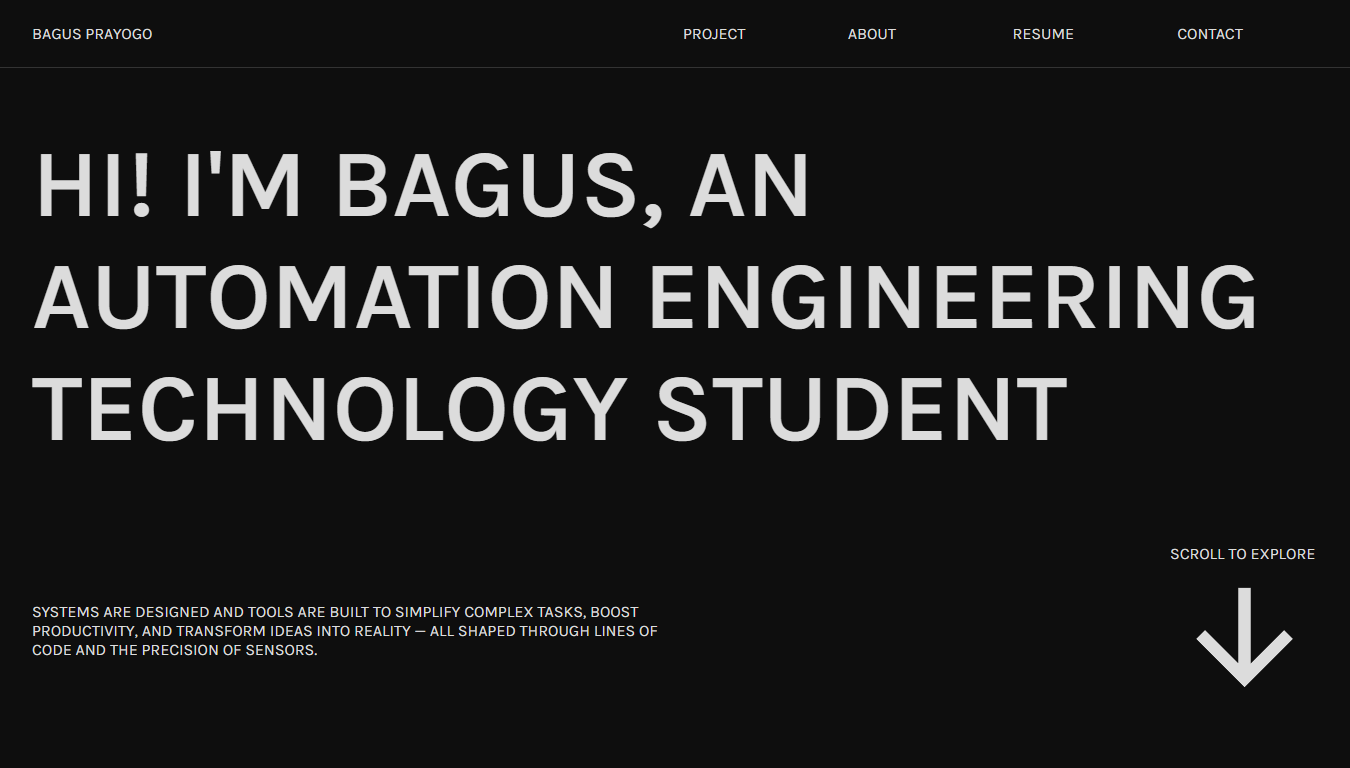 BAGUS PRAYOGO
PROJECT
ABOUT
RESUME
CONTACT
HI! I'M BAGUS, AN
AUTOMATION ENGINEERING
TECHNOLOGY STUDENT
SCROLL TO EXPLORE
SYSTEMS ARE DESIGNED AND TOOLS ARE BUILT TO SIMPLIFY COMPLEX TASKS, BOOST
PRODUCTIVITY, AND TRANSFORM IDEAS INTO REALITY — ALL SHAPED THROUGH LINES OF
CODE AND THE PRECISION OF SENSORS.